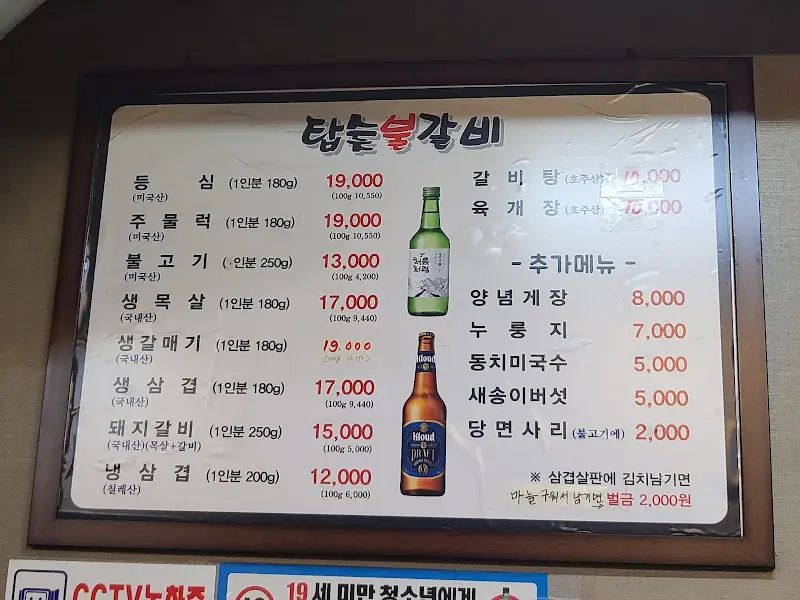 탑술불갈비
등심 (1인분 180g) 19,000
(미국산) (100g 10,550)
주물럭 (1인분 180g) 19,000
(미국산) (100g 10,550)
불고기 (1인분 250g) 13,000
(미국산) (100g 4,200)
생목살 (1인분 180g) 17,000
(국내산) (100g 9,440)
생갈매기 (1인분 180g) 19.000
(국내산)
생삼겹 (1인분 180g) 17,000
(국내산) (100g 9,440)
돼지갈비 (1인분 250g) 15,000
(국내산)(목살+갈비) (100g 5,000)
냉삼겹 (1인분 200g) 12,000
(칠레산) (100g 6,000)
처음
처럼
Kloud
Kloud
DRAFT
갈비탕 (호주산) 10,000
육개장 (호주산) 10,000
- 추가메뉴 -
양념게장 8,000
누룽지 7,000
동치미국수 5,000
새송이버섯 5,000
당면사리 (불고기에) 2,000
※ 삼겹살판에 김치남기면
마늘 구워서 남기면 벌금 2,000원
CCTV녹화중
19세 미만 청소년에게